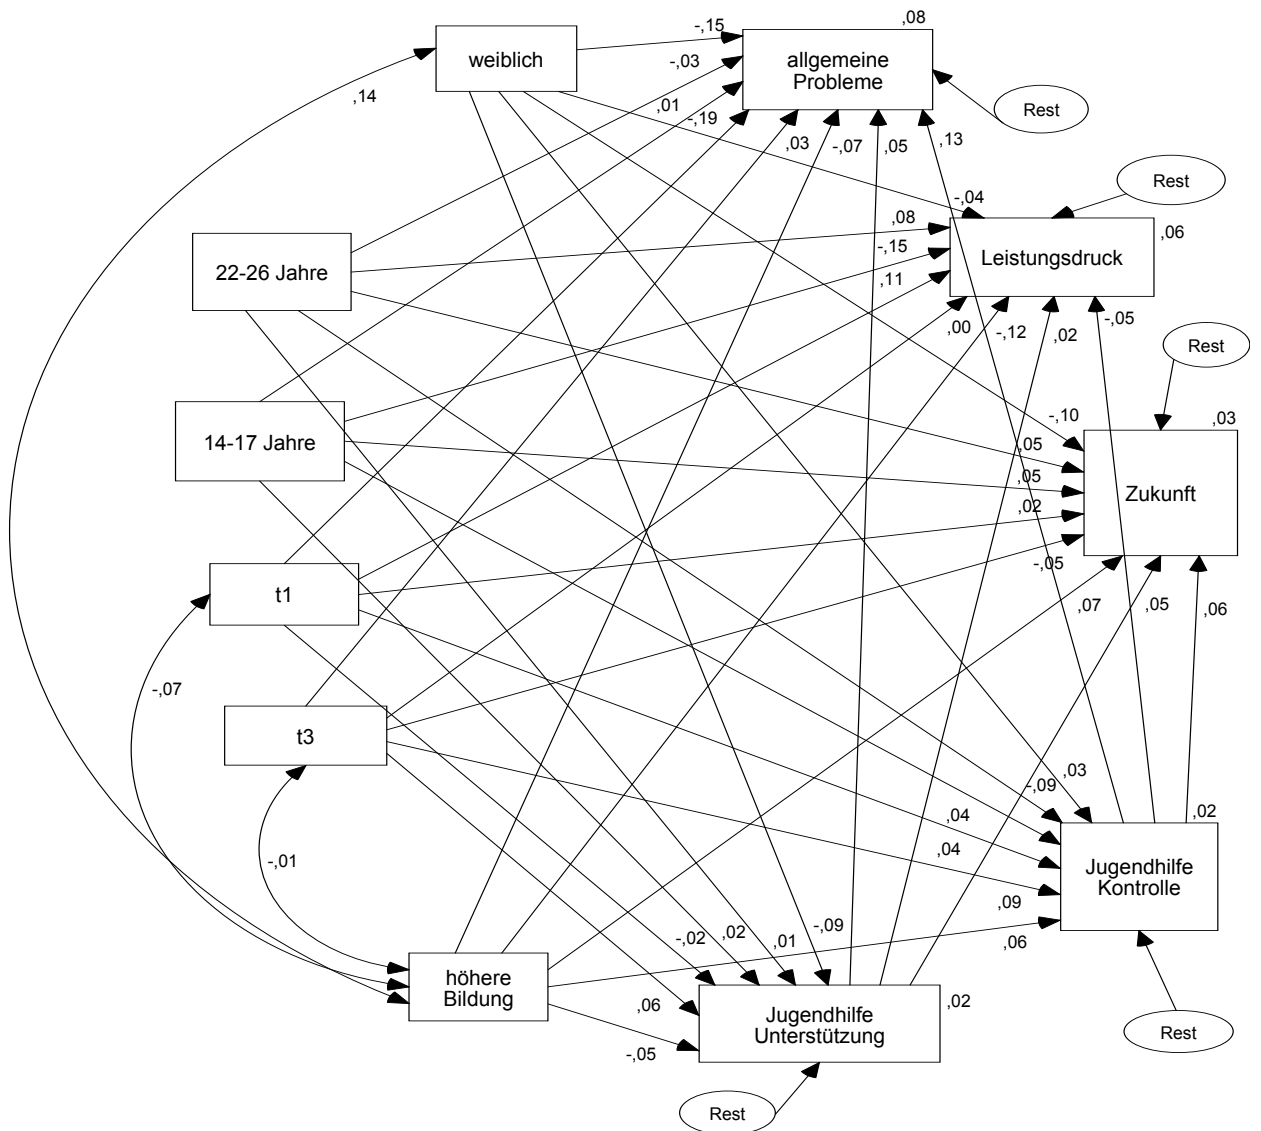 -,15
,08
weiblich
allgemeine
Probleme
-,03
,14
,01
-,19
Rest
,03
-,07
,05
,13
Rest
-,04
,08
,06
22-26 Jahre
-,15
Leistungsdruck
,11
,00
-,12
,02
-,05
Rest
-,10
,03
14-17 Jahre
,05
,05
Zukunft
,02
-,05
t1
,07
,05
,06
-,07
t3
,03
-,09
,04
,02
,04
-,01
Jugendhilfe
Kontrolle
,09
-,02
,02
,01
-,09
,06
höhere
Bildung
,06
,02
Jugendhilfe
Unterstützung
-,05
Rest
Rest